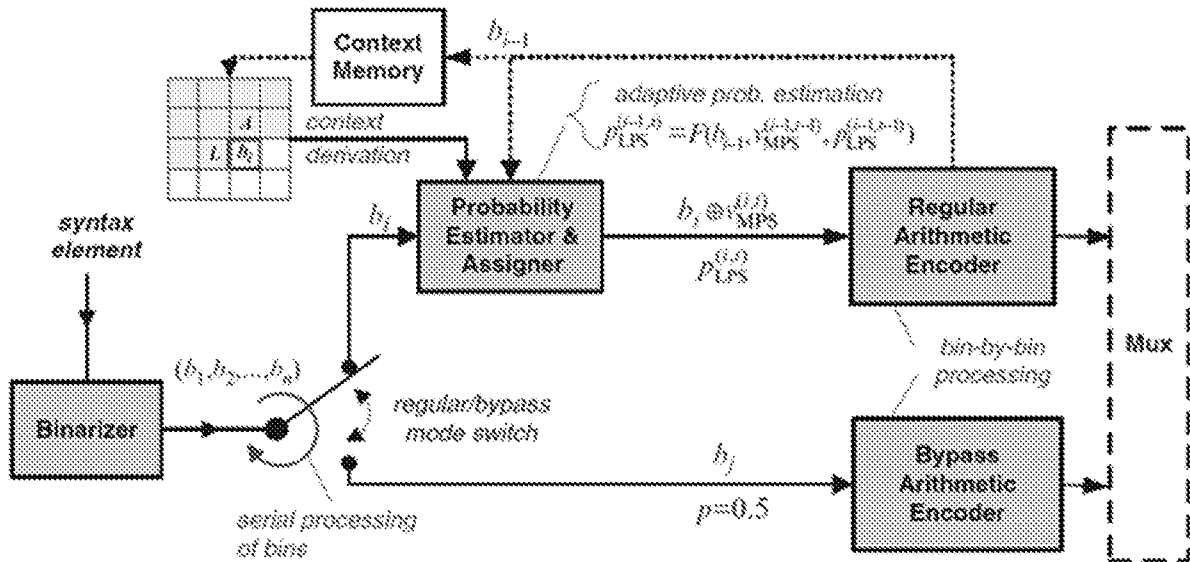 Context
Memory
b_{i-1}
A
L b_i
context
derivation
adaptive prob. estimation
syntax
element
b_i
Probability
Estimator &
Assigner
Regular
Arithmetic
Encoder
Mux
(b_1,b_2,...,b_n)
Binarizer
regular/bypass
mode switch
bin-by-bin
processing
serial processing
of bins
b_j
p=0.5
Bypass
Arithmetic
Encoder